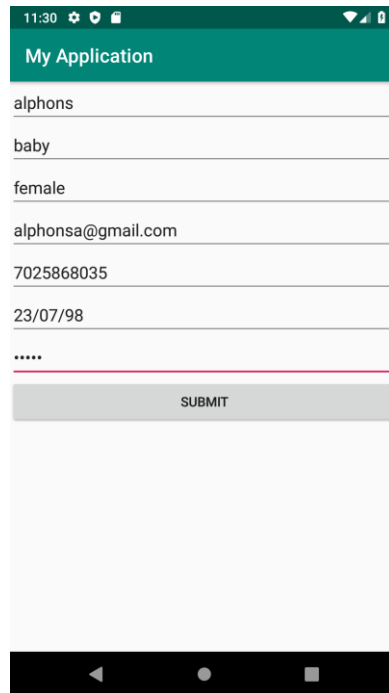 11:30
My Application
alphons
baby
female
alphonsa@gmail.com
7025868035
23/07/98
•••••
SUBMIT